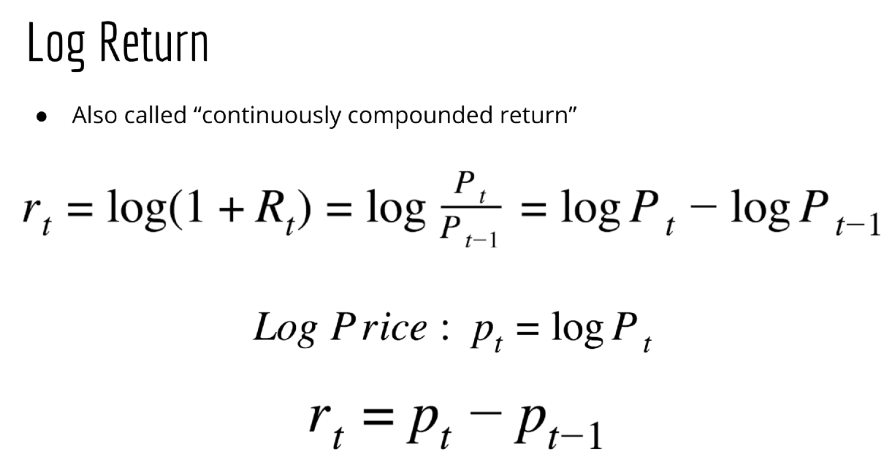 Log Return
● Also called “continuously compounded return”
r_t = log(1 + R_t) = log P_t / P_{t−1} = log P_t − log P_{t−1}
Log Price : p_t = log P_t
r_t = p_t − p_{t−1}